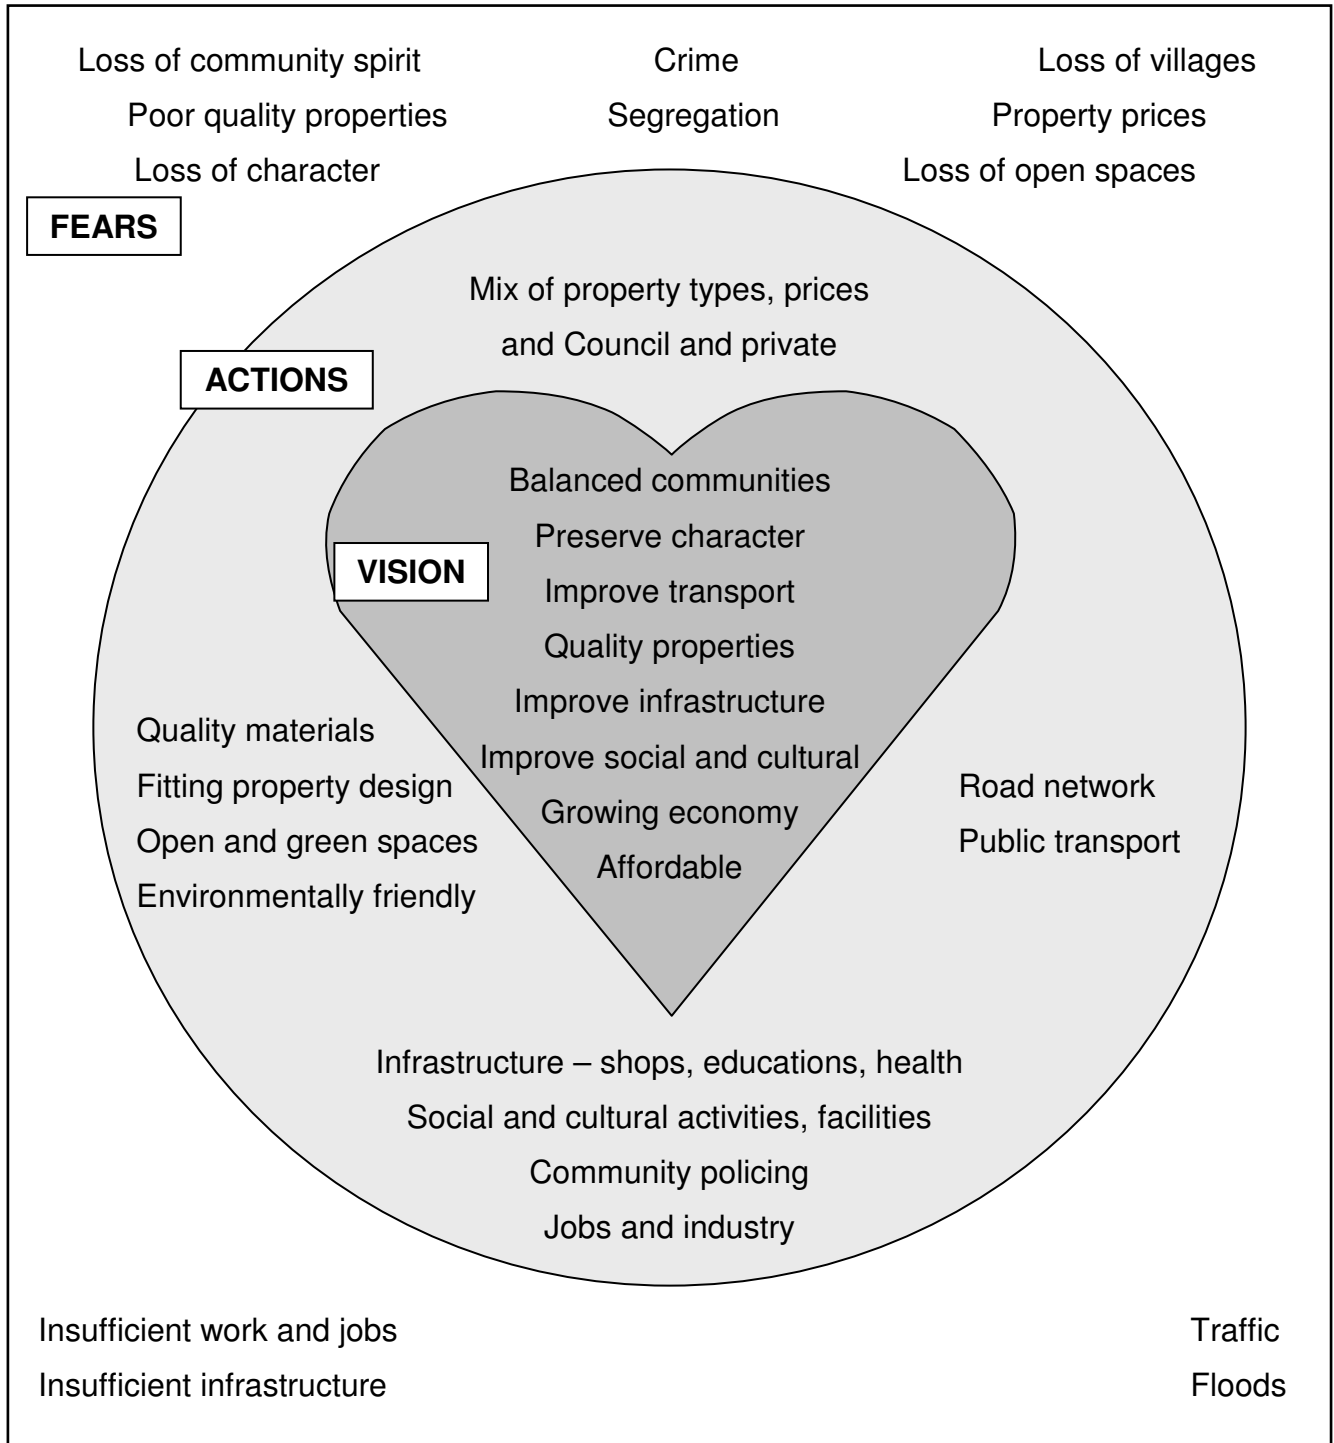 Loss of community spirit
Crime
Loss of villages
Poor quality properties
Segregation
Property prices
Loss of character
Loss of open spaces
FEARS
Mix of property types, prices
and Council and private
ACTIONS
Balanced communities
Preserve character
VISION
Improve transport
Quality properties
Improve infrastructure
Improve social and cultural
Growing economy
Affordable
Quality materials
Fitting property design
Open and green spaces
Environmentally friendly
Road network
Public transport
Infrastructure – shops, educations, health
Social and cultural activities, facilities
Community policing
Jobs and industry
Insufficient work and jobs
Insufficient infrastructure
Traffic
Floods